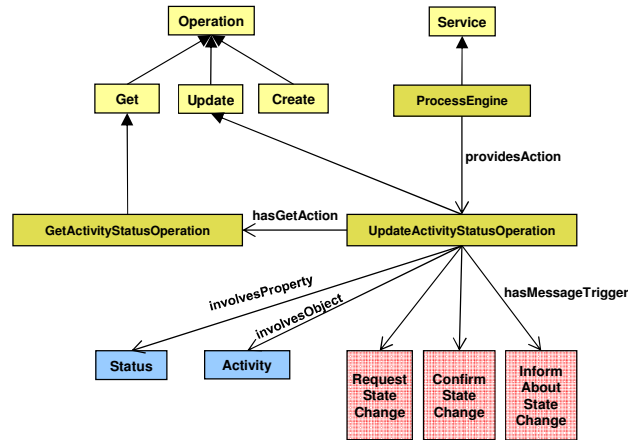 Operation
Service
Get
Update
Create
ProcessEngine
providesAction
GetActivityStatusOperation
hasGetAction
UpdateActivityStatusOperation
involvesProperty
involvesObject
hasMessageTrigger
Status
Activity
Request
State
Change
Confirm
State
Change
Inform
About
State
Change